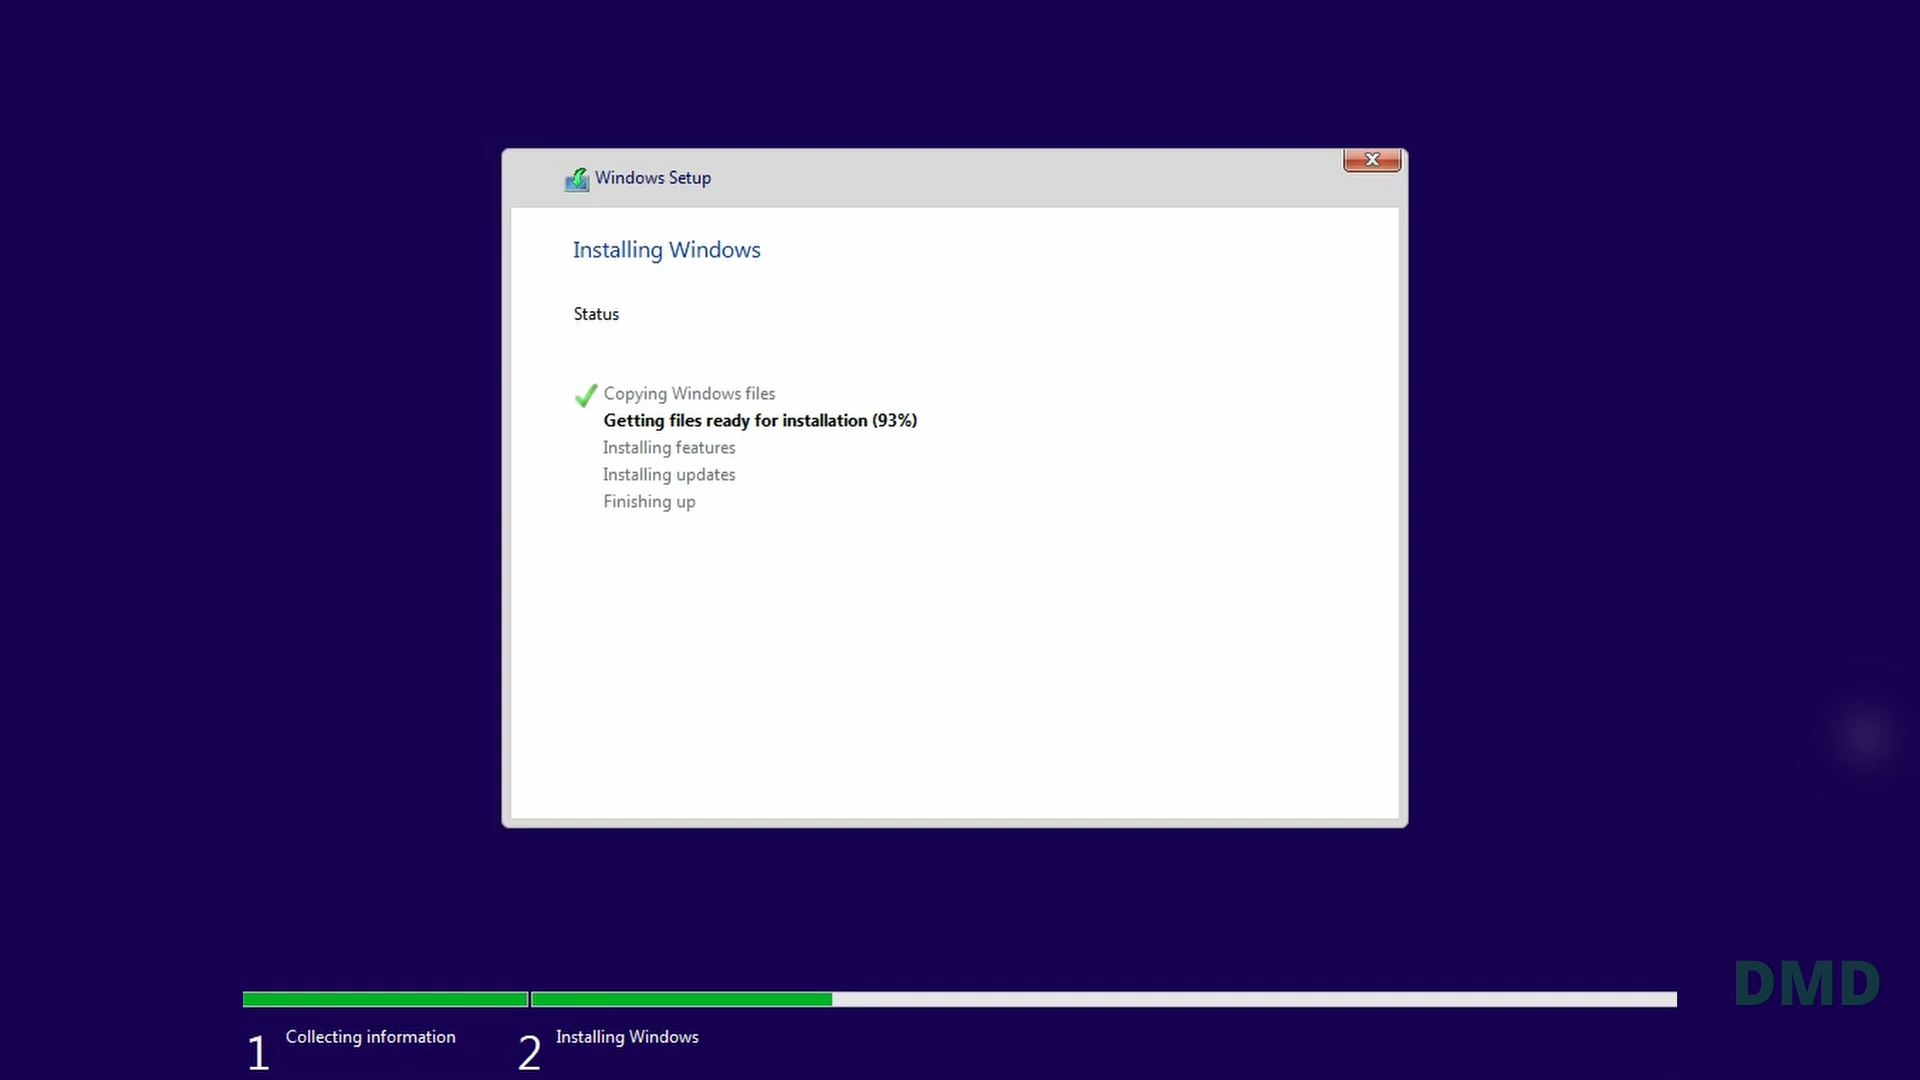 Windows Setup
Installing Windows
Status
Copying Windows files
Getting files ready for installation (93%)
Installing features
Installing updates
Finishing up
DMD
1 Collecting information 2 Installing Windows